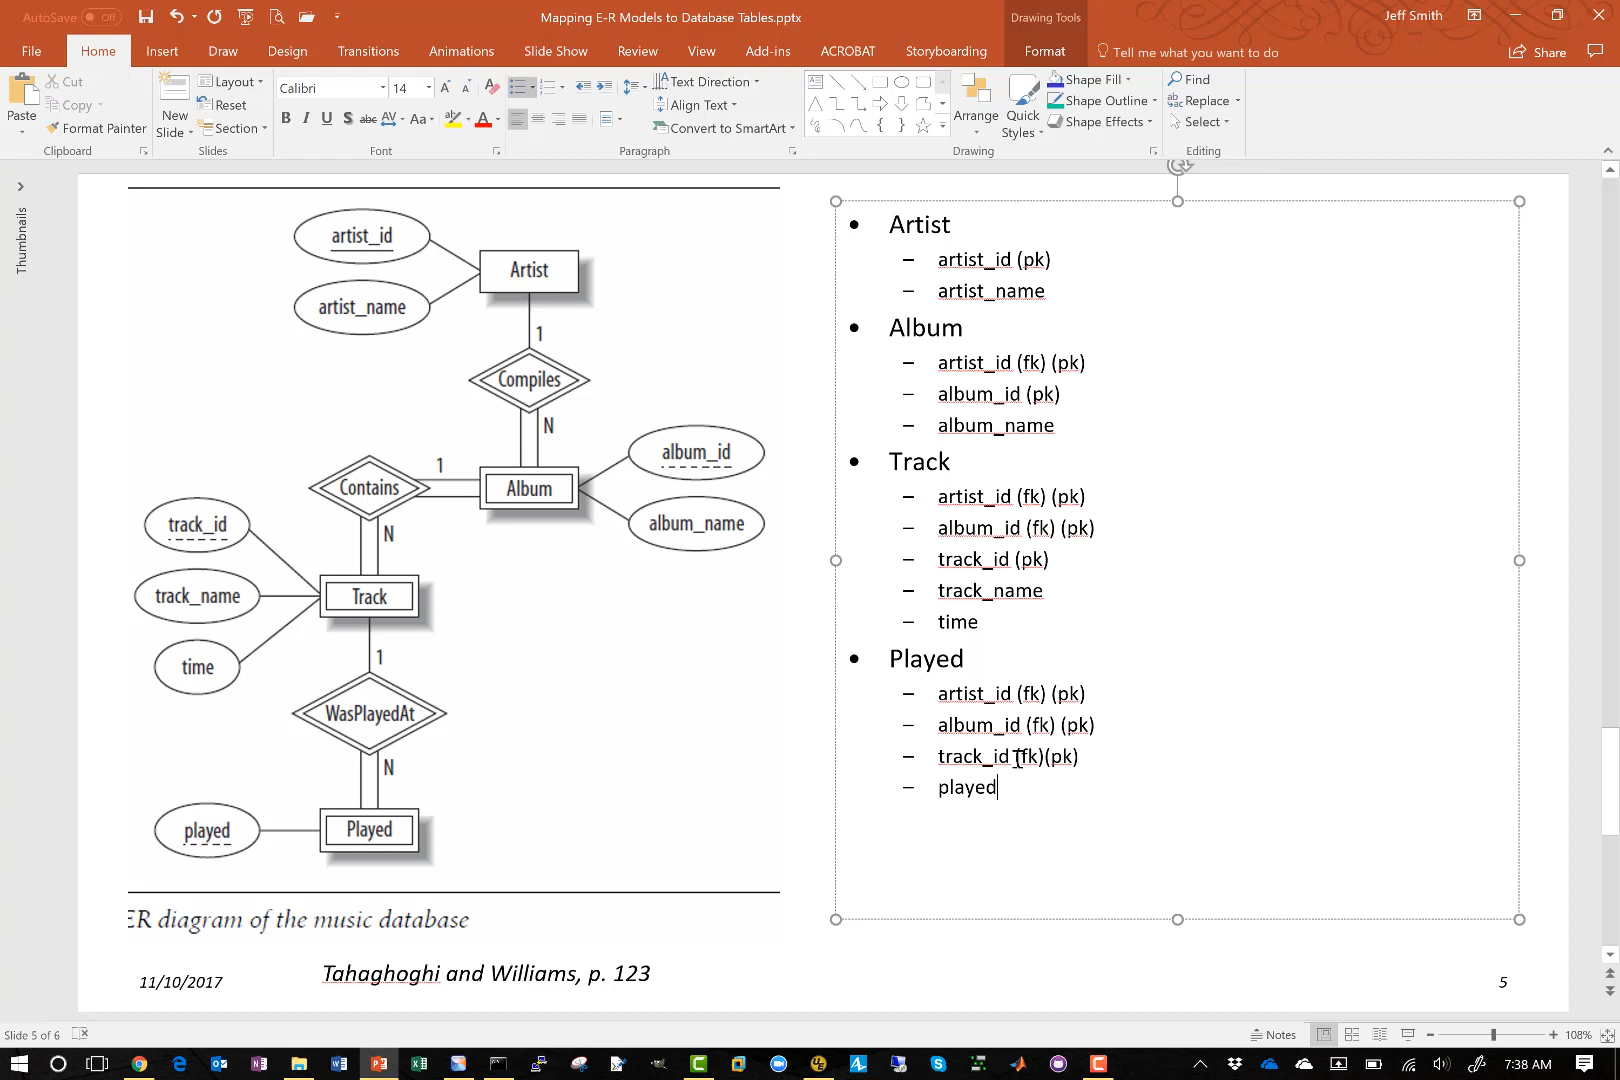 AutoSave Off
Mapping E-R Models to Database Tables.pptx
Drawing Tools
Jeff Smith
File
Home
Insert
Draw
Design
Transitions
Animations
Slide Show
Review
View
Add-ins
ACROBAT
Storyboarding
Format
Tell me what you want to do
Share
Paste
Cut
Copy
Format Painter
Clipboard
New
Slide
Layout
Reset
Section
Slides
Calibri
14
B I U S abc AV Aa
A
Font
Text Direction
Align Text
Convert to SmartArt
Paragraph
Arrange
Quick
Styles
Shape Fill
Shape Outline
Shape Effects
Drawing
Find
Replace
Select
Editing
Thumbnails
artist_id
artist_name
Artist
1
Compiles
N
album_id
album_name
Album
1
Contains
N
track_id
track_name
time
Track
1
WasPlayedAt
N
played
Played
ER diagram of the music database
• Artist
– artist_id (pk)
– artist_name
• Album
– artist_id (fk) (pk)
– album_id (pk)
– album_name
• Track
– artist_id (fk) (pk)
– album_id (fk) (pk)
– track_id (pk)
– track_name
– time
• Played
– artist_id (fk) (pk)
– album_id (fk) (pk)
– track_id (fk)(pk)
– played
11/10/2017
Tahaghoghi and Williams, p. 123
5
Slide 5 of 6
Notes
108%
7:38 AM